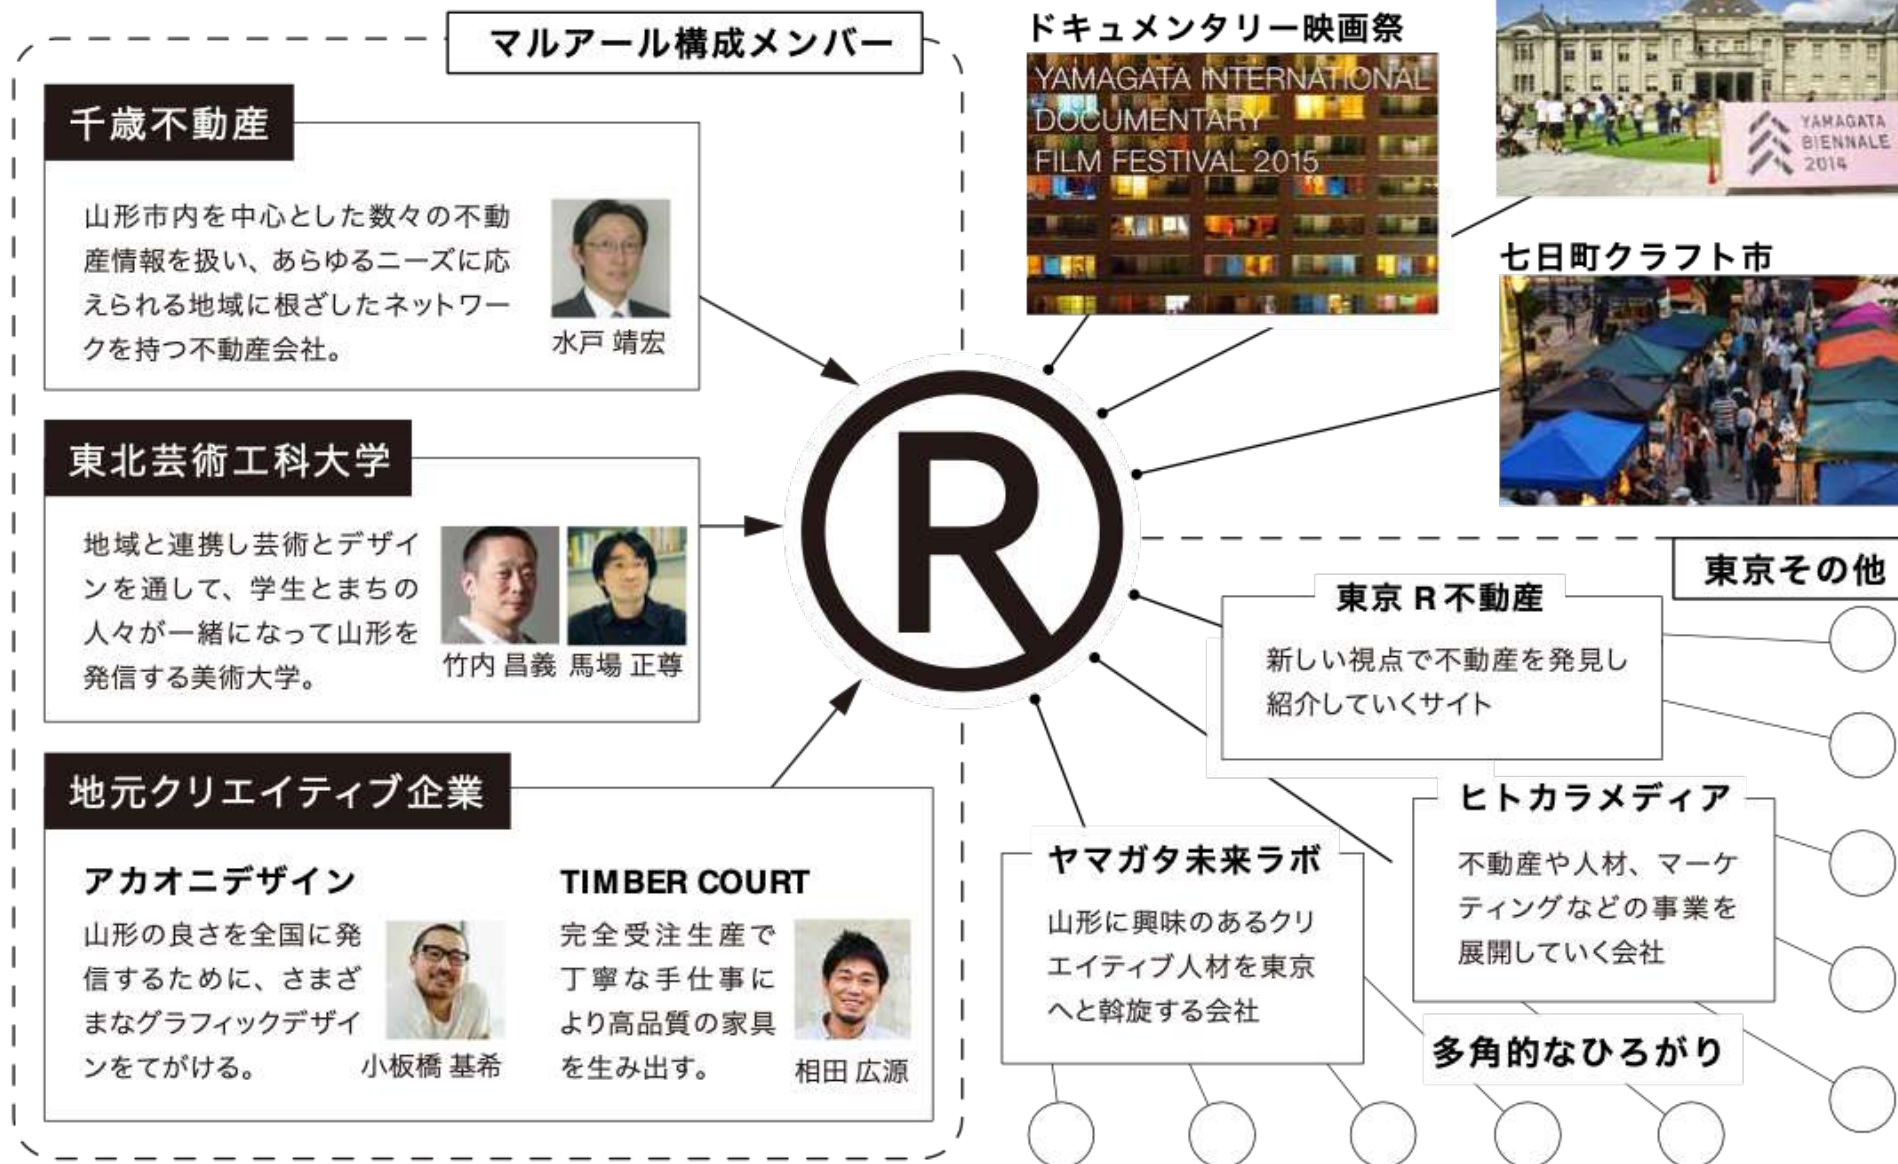 マルアール構成メンバー
千歳不動産
山形市内を中心とした数々の不動
産情報を扱い、あらゆるニーズに応
えられる地域に根ざしたネットワー
クを持つ不動産会社。
水戸 靖宏
東北芸術工科大学
地域と連携し芸術とデザイ
ンを通して、学生とまちの
人々が一緒になって山形を
発信する美術大学。
竹内 昌義
馬場 正尊
地元クリエイティブ企業
アカオニデザイン
山形の良さを全国に発
信するために、さまざ
まなグラフィックデザイ
ンをてがける。
小板橋 基希
TIMBER COURT
完全受注生産で
丁寧な手仕事に
より高品質の家具
を生み出す。
相田 広源
R
ドキュメンタリー映画祭
YAMAGATA INTERNATIONAL
DOCUMENTARY
FILM FESTIVAL 2015
YAMAGATA
BIENNALE
2014
七日町クラフト市
東京その他
東京 R 不動産
新しい視点で不動産を発見し
紹介していくサイト
ヒトカラメディア
不動産や人材、マーケ
ティングなどの事業を
展開していく会社
ヤマガタ未来ラボ
山形に興味のあるクリ
エイティブ人材を東京
へと斡旋する会社
多角的なひろがり